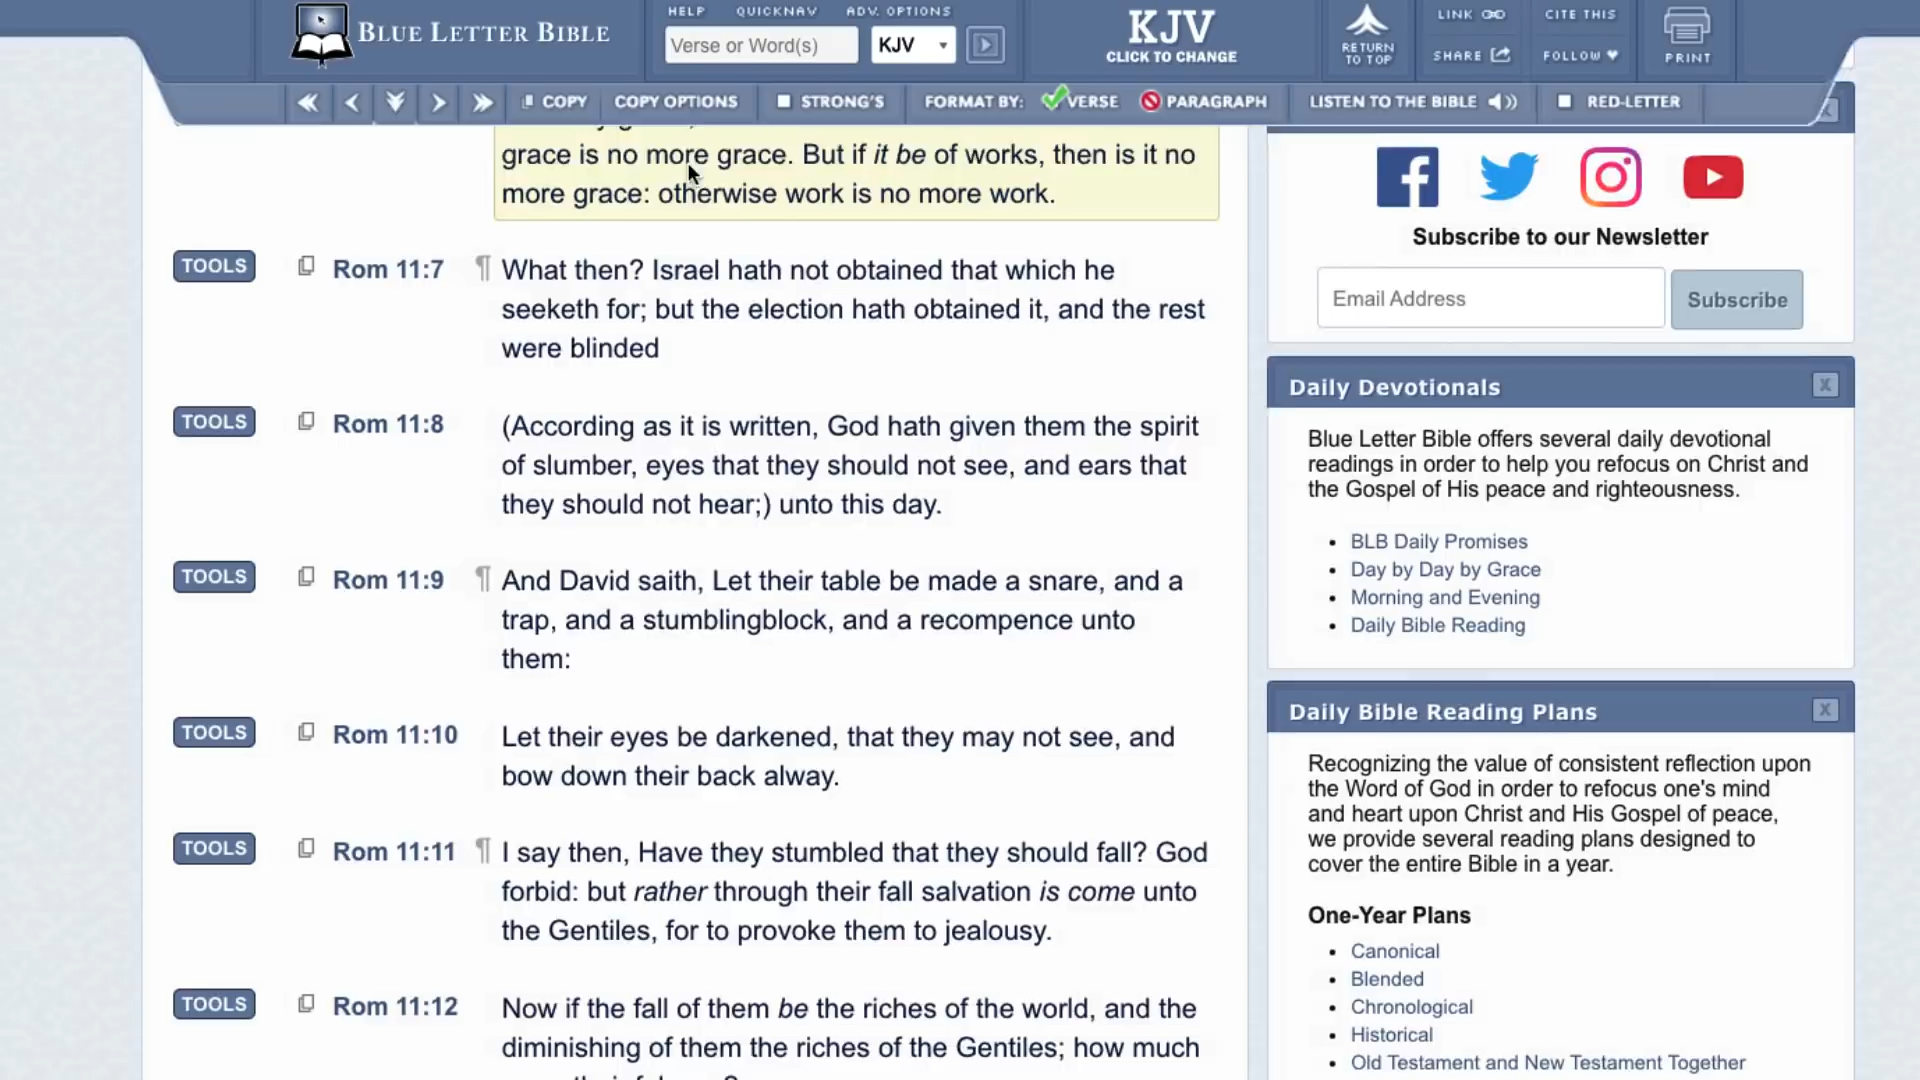 BLUE LETTER BIBLE
HELP QUICKNAV ADV. OPTIONS
Verse or Word(s) KJV
KJV
CLICK TO CHANGE
RETURN
TO TOP
LINK
SHARE
CITE THIS
FOLLOW
PRINT
COPY COPY OPTIONS STRONG'S FORMAT BY: VERSE PARAGRAPH LISTEN TO THE BIBLE RED-LETTER
grace is no more grace. But if it be of works, then is it no
more grace: otherwise work is no more work.
TOOLS Rom 11:7 ¶ What then? Israel hath not obtained that which he
seeketh for; but the election hath obtained it, and the rest
were blinded
TOOLS Rom 11:8 (According as it is written, God hath given them the spirit
of slumber, eyes that they should not see, and ears that
they should not hear;) unto this day.
TOOLS Rom 11:9 ¶ And David saith, Let their table be made a snare, and a
trap, and a stumblingblock, and a recompence unto
them:
TOOLS Rom 11:10 Let their eyes be darkened, that they may not see, and
bow down their back alway.
TOOLS Rom 11:11 ¶ I say then, Have they stumbled that they should fall? God
forbid: but rather through their fall salvation is come unto
the Gentiles, for to provoke them to jealousy.
TOOLS Rom 11:12 Now if the fall of them be the riches of the world, and the
diminishing of them the riches of the Gentiles; how much
X
Subscribe to our Newsletter
Email Address Subscribe
Daily Devotionals X
Blue Letter Bible offers several daily devotional
readings in order to help you refocus on Christ and
the Gospel of His peace and righteousness.
• BLB Daily Promises
• Day by Day by Grace
• Morning and Evening
• Daily Bible Reading
Daily Bible Reading Plans X
Recognizing the value of consistent reflection upon
the Word of God in order to refocus one's mind
and heart upon Christ and His Gospel of peace,
we provide several reading plans designed to
cover the entire Bible in a year.
One-Year Plans
• Canonical
• Blended
• Chronological
• Historical
• Old Testament and New Testament Together